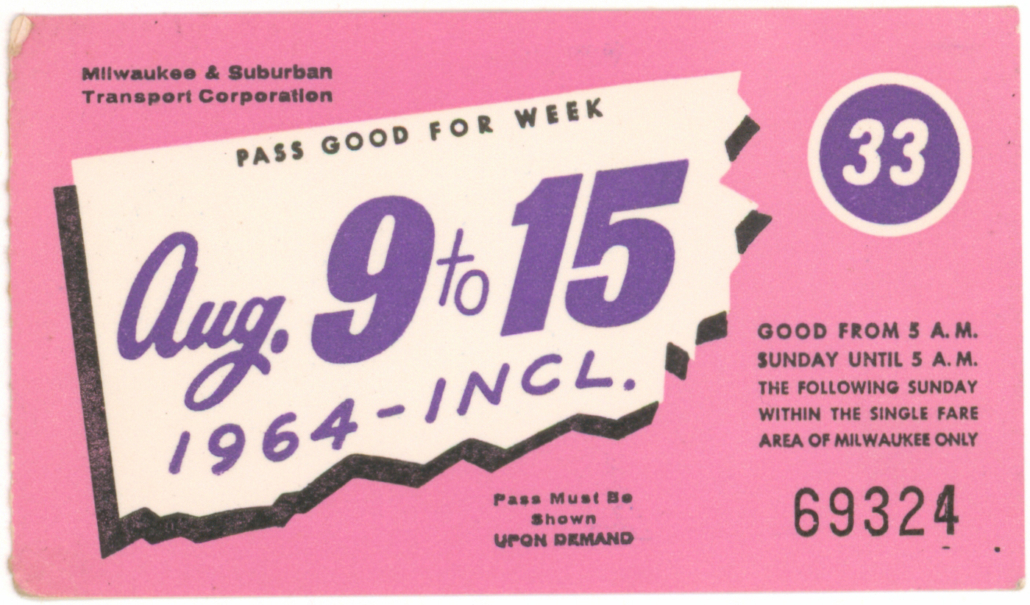 Milwaukee & Suburban
Transport Corporation
PASS GOOD FOR WEEK
33
Aug. 9 to 15
1964-INCL.
GOOD FROM 5 A.M.
SUNDAY UNTIL 5 A.M.
THE FOLLOWING SUNDAY
WITHIN THE SINGLE FARE
AREA OF MILWAUKEE ONLY
Pass Must Be
Shown
UPON DEMAND
69324